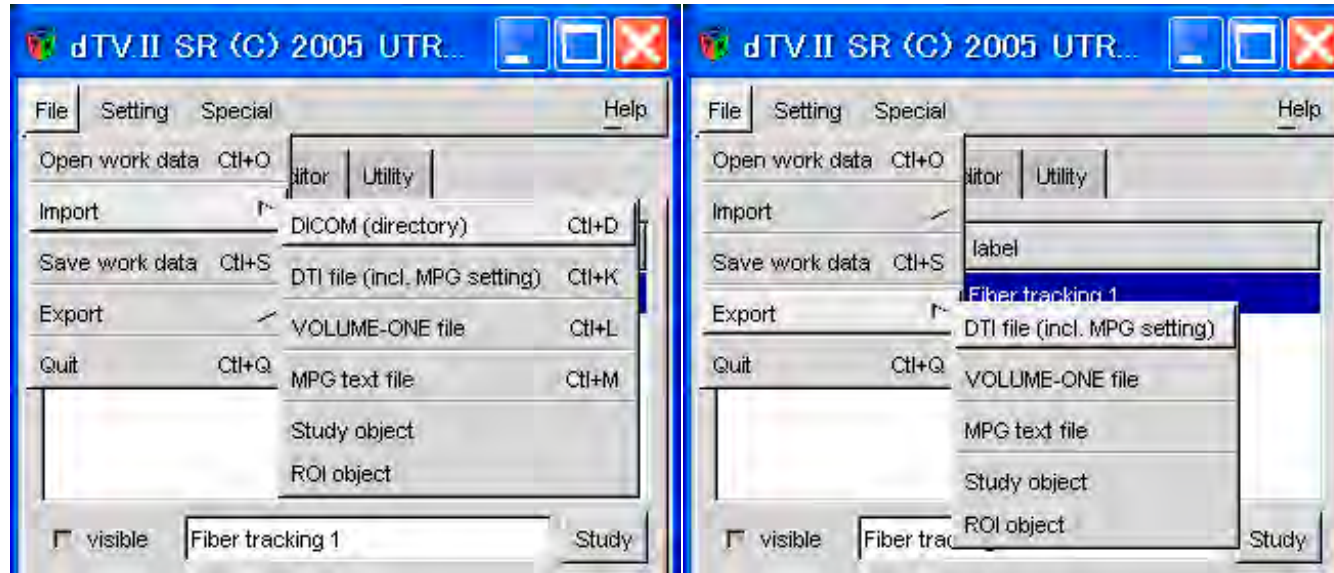 dTV.II SR (C) 2005 UTR...
File Setting Special Help
Open work data Ctl+O
Utility
Import
DICOM (directory) Ctl+D
Save work data Ctl+S
DTI file (incl. MPG setting) Ctl+K
Export
VOLUME-ONE file Ctl+L
Quit Ctl+Q
MPG text file Ctl+M
Study object
ROI object
visible Fiber tracking 1 Study
dTV.II SR (C) 2005 UTR...
File Setting Special Help
Open work data Ctl+O
Utility
Import
label
Save work data Ctl+S
Fiber tracking 1
Export
DTI file (incl. MPG setting)
Quit Ctl+Q
VOLUME-ONE file
MPG text file
Study object
ROI object
visible Fiber Study